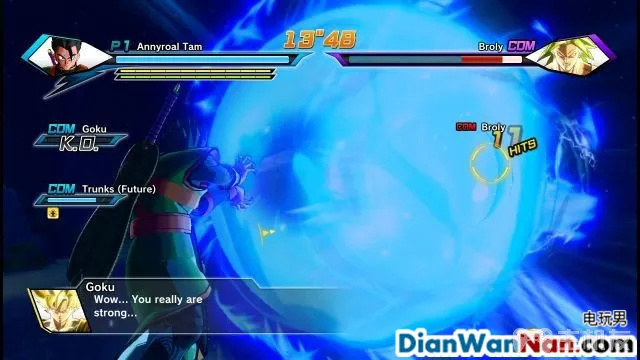 P1 Annyroal Tam
13"48
Broly COM
COM Goku
K.O.
COM Broly
17
HITS
COM Trunks (Future)
Goku
Wow... You really are
strong...
电玩男
DianWanNan.com